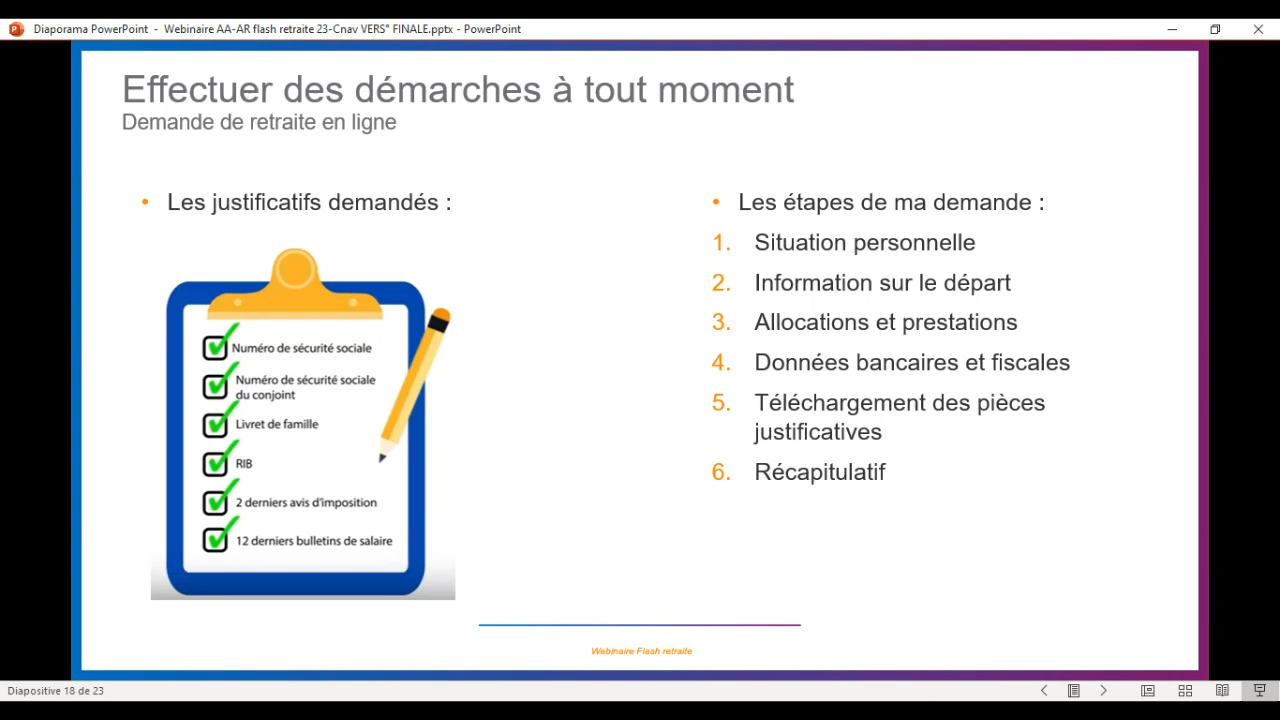 Diaporama PowerPoint - Webinaire AA-AR flash retraite 23-Cnav VERS° FINALE.pptx - PowerPoint
Effectuer des démarches à tout moment
Demande de retraite en ligne
• Les justificatifs demandés :
Numéro de sécurité sociale
Numéro de sécurité sociale
du conjoint
Livret de famille
RIB
2 derniers avis d'imposition
12 derniers bulletins de salaire
• Les étapes de ma demande :
1. Situation personnelle
2. Information sur le départ
3. Allocations et prestations
4. Données bancaires et fiscales
5. Téléchargement des pièces
justificatives
6. Récapitulatif
Webinaire Flash retraite
Diapositive 18 de 23